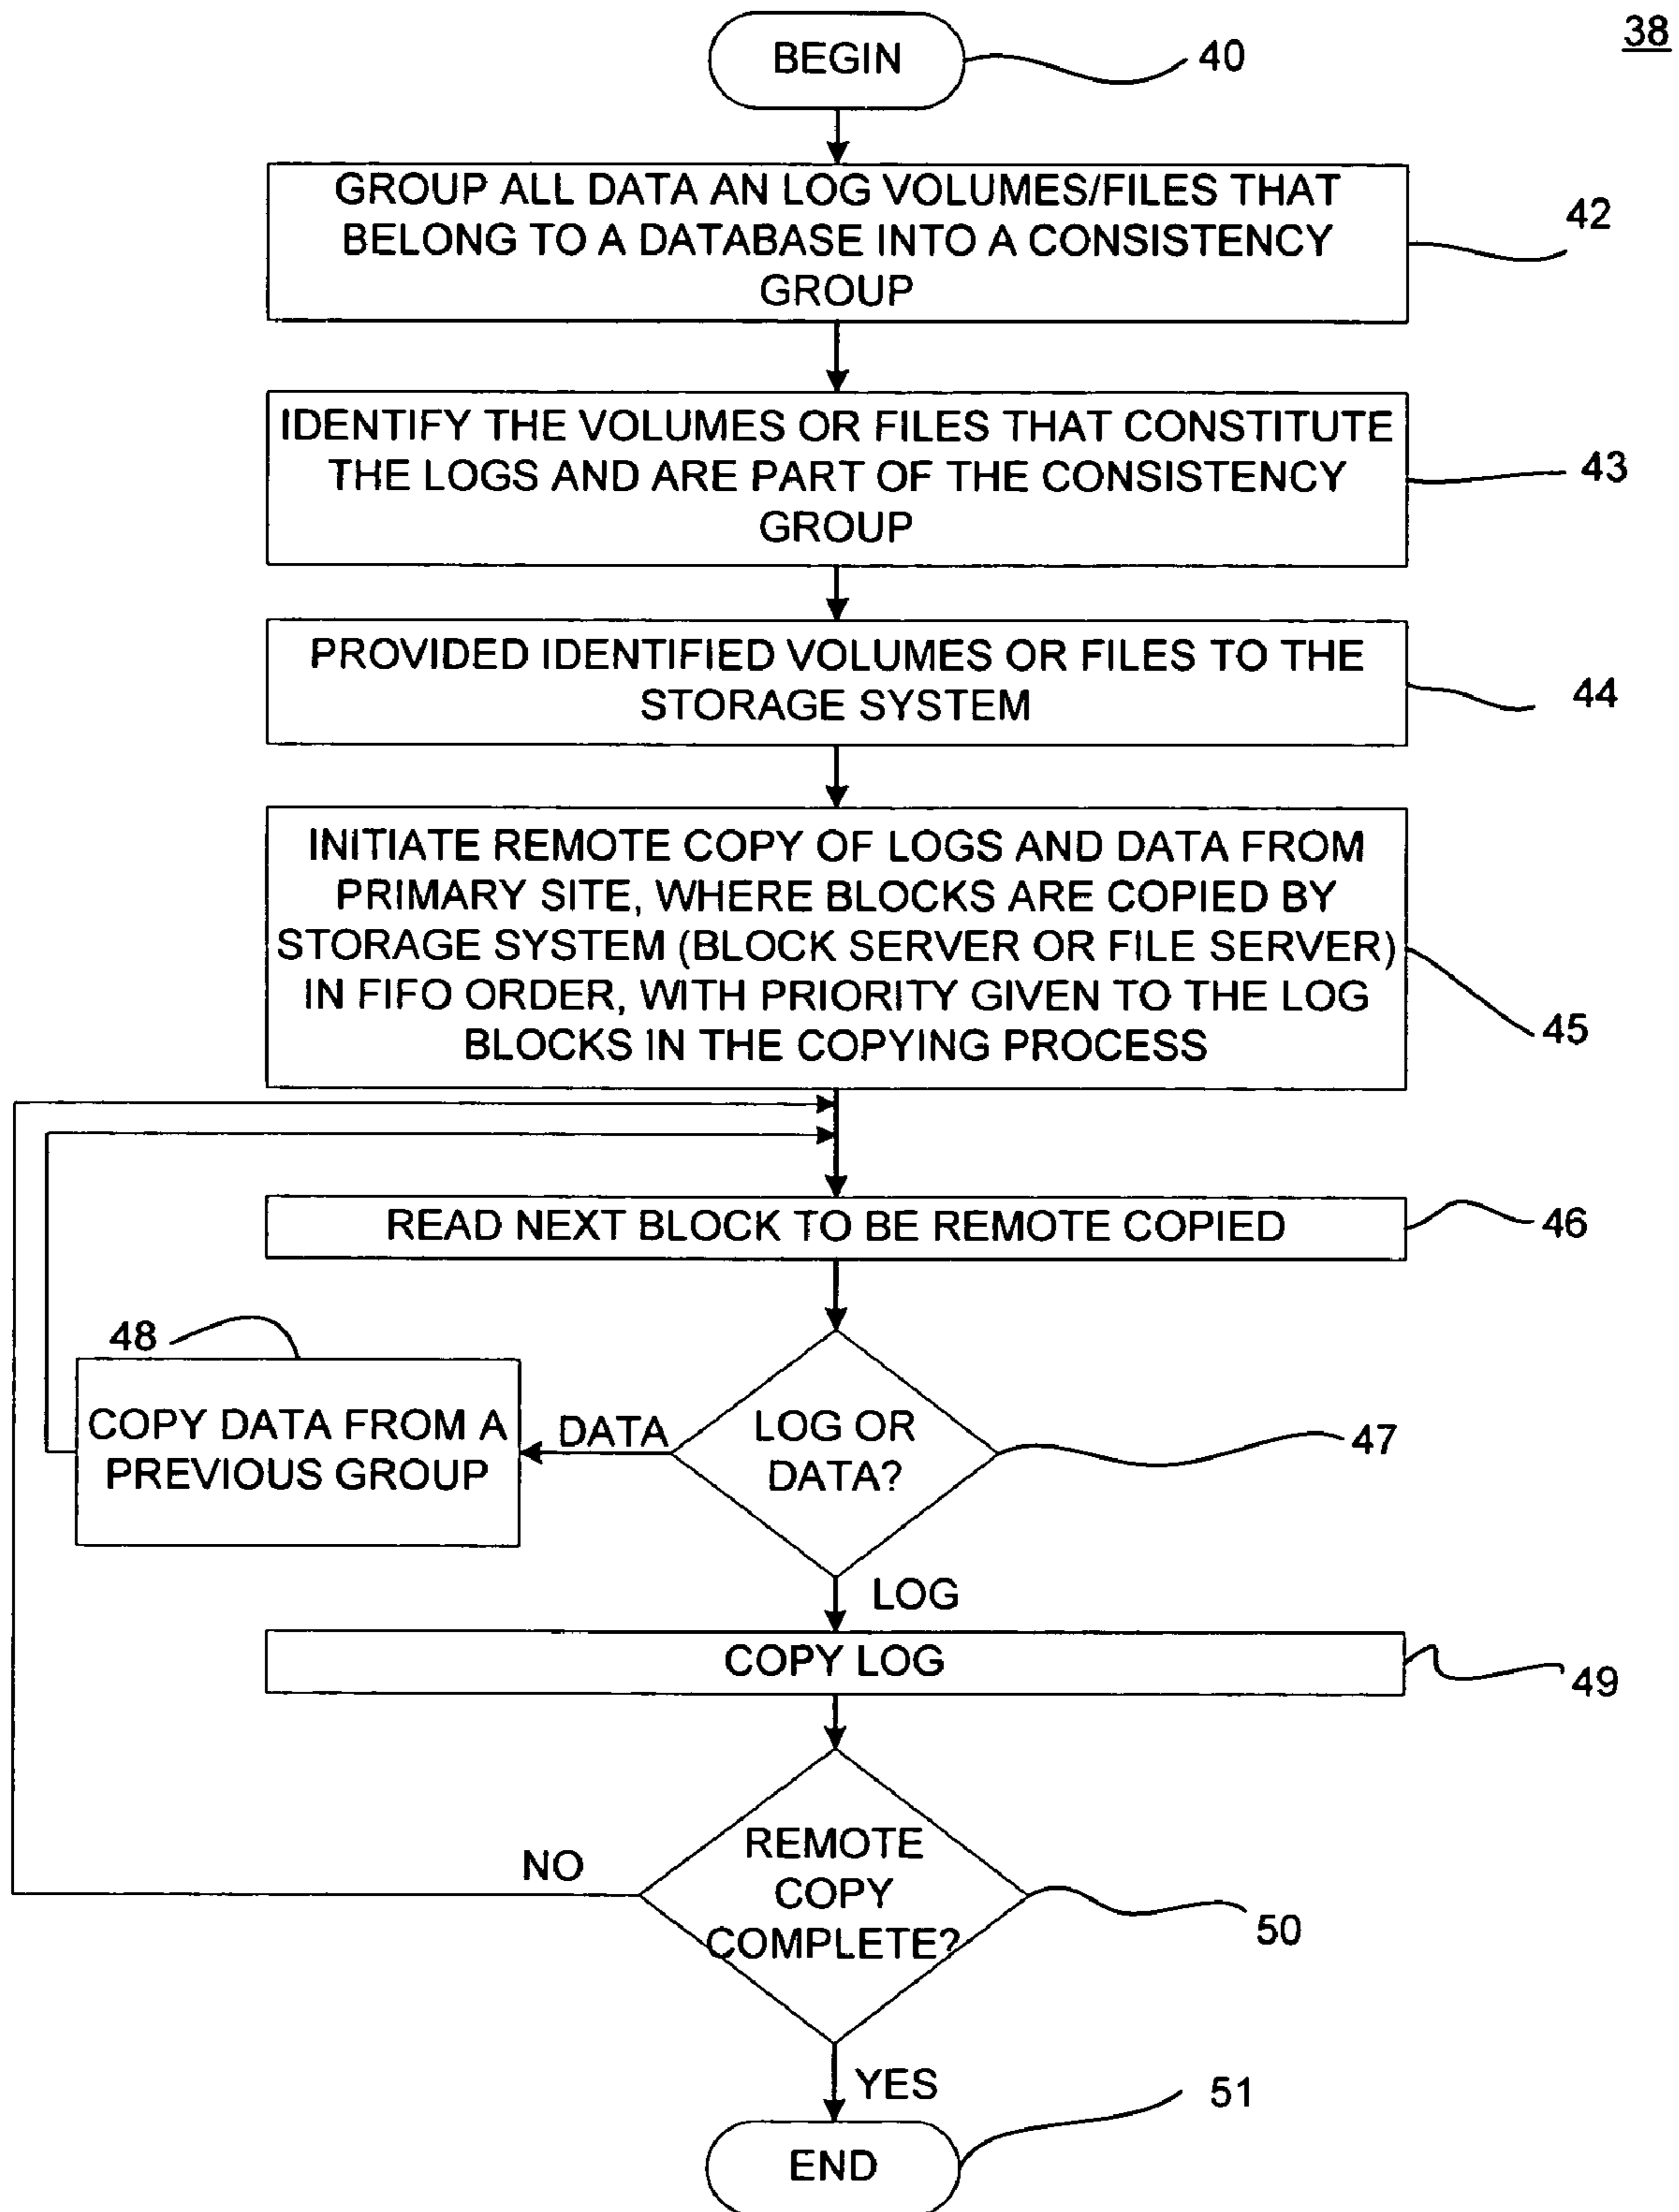 38
BEGIN
40
GROUP ALL DATA AN LOG VOLUMES/FILES THAT
BELONG TO A DATABASE INTO A CONSISTENCY
GROUP
42
IDENTIFY THE VOLUMES OR FILES THAT CONSTITUTE
THE LOGS AND ARE PART OF THE CONSISTENCY
GROUP
43
PROVIDED IDENTIFIED VOLUMES OR FILES TO THE
STORAGE SYSTEM
44
INITIATE REMOTE COPY OF LOGS AND DATA FROM
PRIMARY SITE, WHERE BLOCKS ARE COPIED BY
STORAGE SYSTEM (BLOCK SERVER OR FILE SERVER)
IN FIFO ORDER, WITH PRIORITY GIVEN TO THE LOG
BLOCKS IN THE COPYING PROCESS
45
READ NEXT BLOCK TO BE REMOTE COPIED
46
48
COPY DATA FROM A
PREVIOUS GROUP
DATA
LOG OR
DATA?
47
LOG
COPY LOG
49
REMOTE
COPY
COMPLETE?
NO
50
YES
51
END